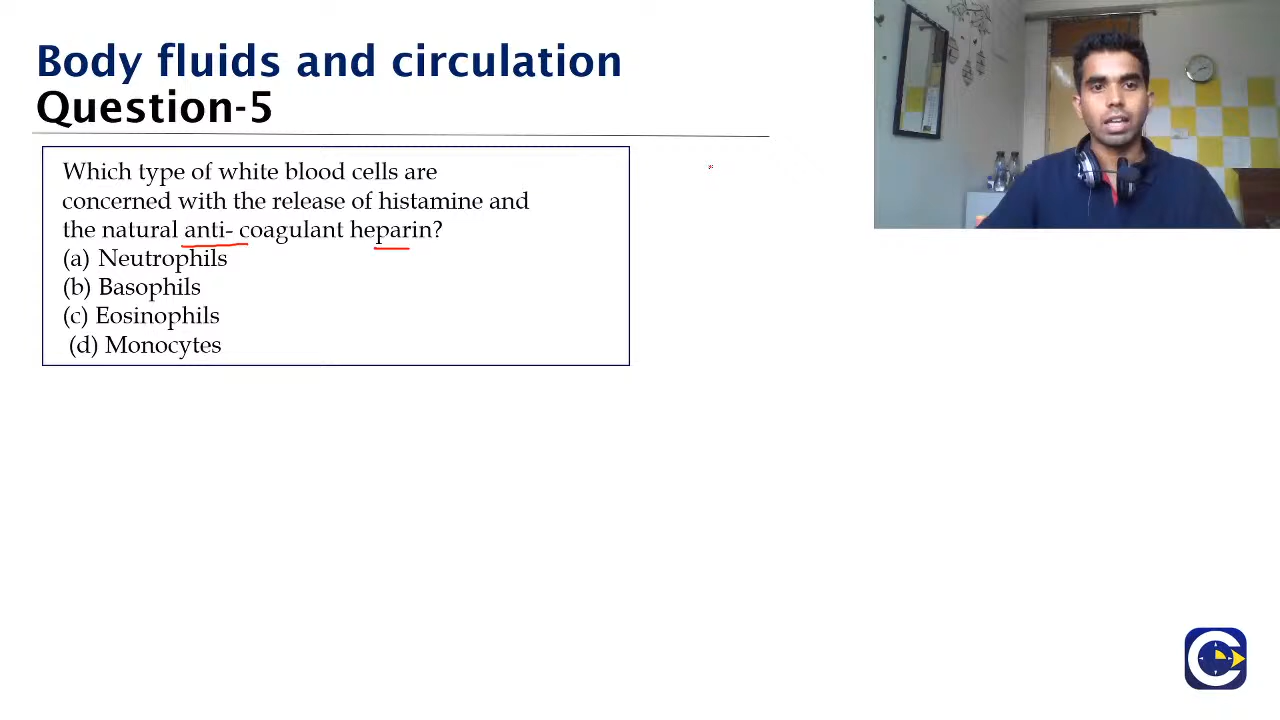 Body fluids and circulation
Question-5
Which type of white blood cells are
concerned with the release of histamine and
the natural anti- coagulant heparin?
(a) Neutrophils
(b) Basophils
(c) Eosinophils
(d) Monocytes